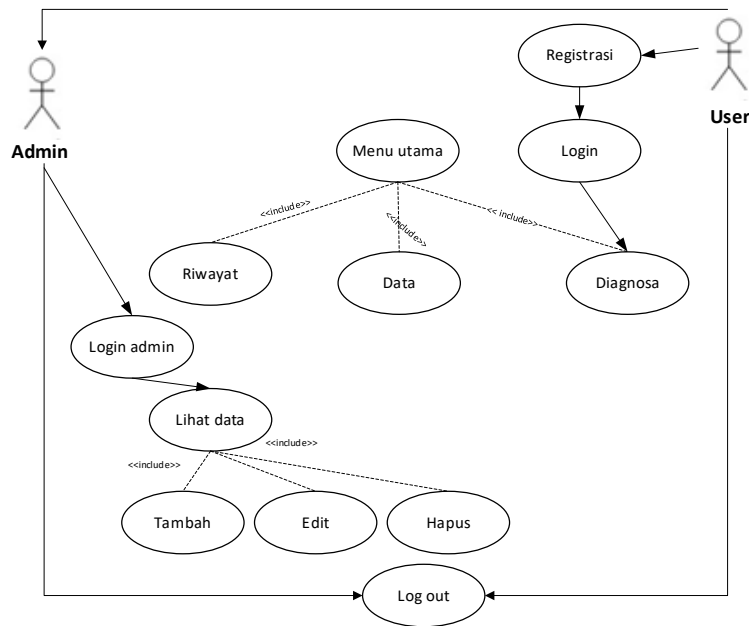 Registrasi
Admin
User
Menu utama
Login
<<include>>
<<include>>
<< include>>
Riwayat
Data
Diagnosa
Login admin
Lihat data
<<include>>
<<include>>
Tambah
Edit
Hapus
Log out